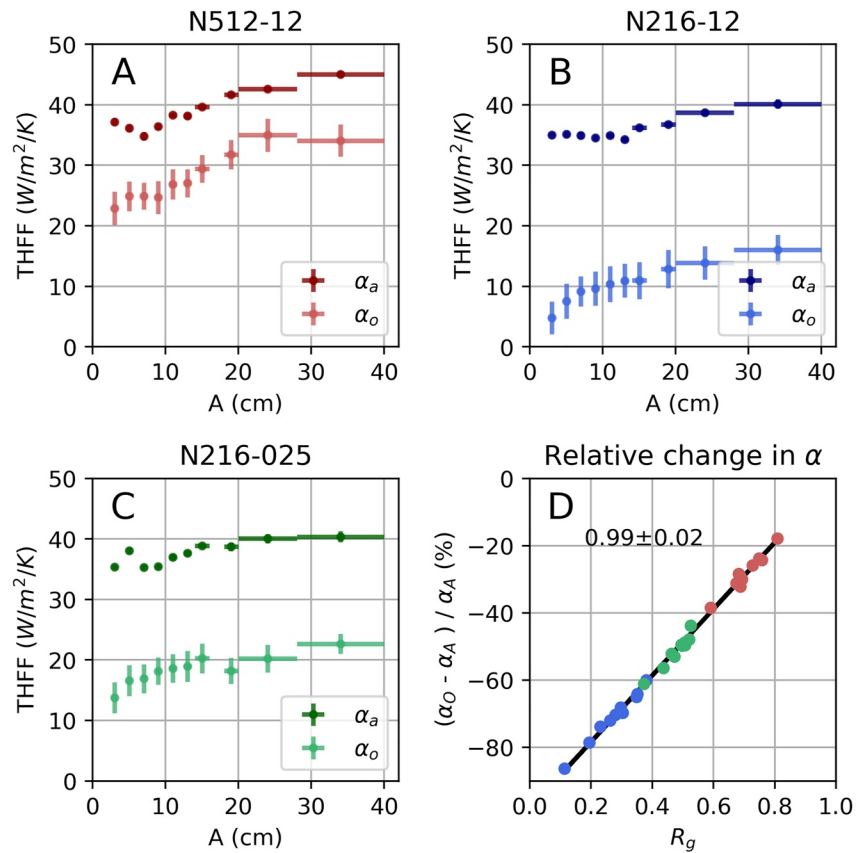 N512-12
A
50
40
30
20
10
0
THFF (W/m²/K)
αₐ
αₒ
0 10 20 30 40
A (cm)
N216-12
B
50
40
30
20
10
0
THFF (W/m²/K)
αₐ
αₒ
0 10 20 30 40
A (cm)
N216-025
C
50
40
30
20
10
0
THFF (W/m²/K)
αₐ
αₒ
0 10 20 30 40
A (cm)
Relative change in α
D
0.99±0.02
0
−20
−40
−60
−80
(α_O - α_A ) / α_A (%)
0.0 0.2 0.4 0.6 0.8 1.0
R_g